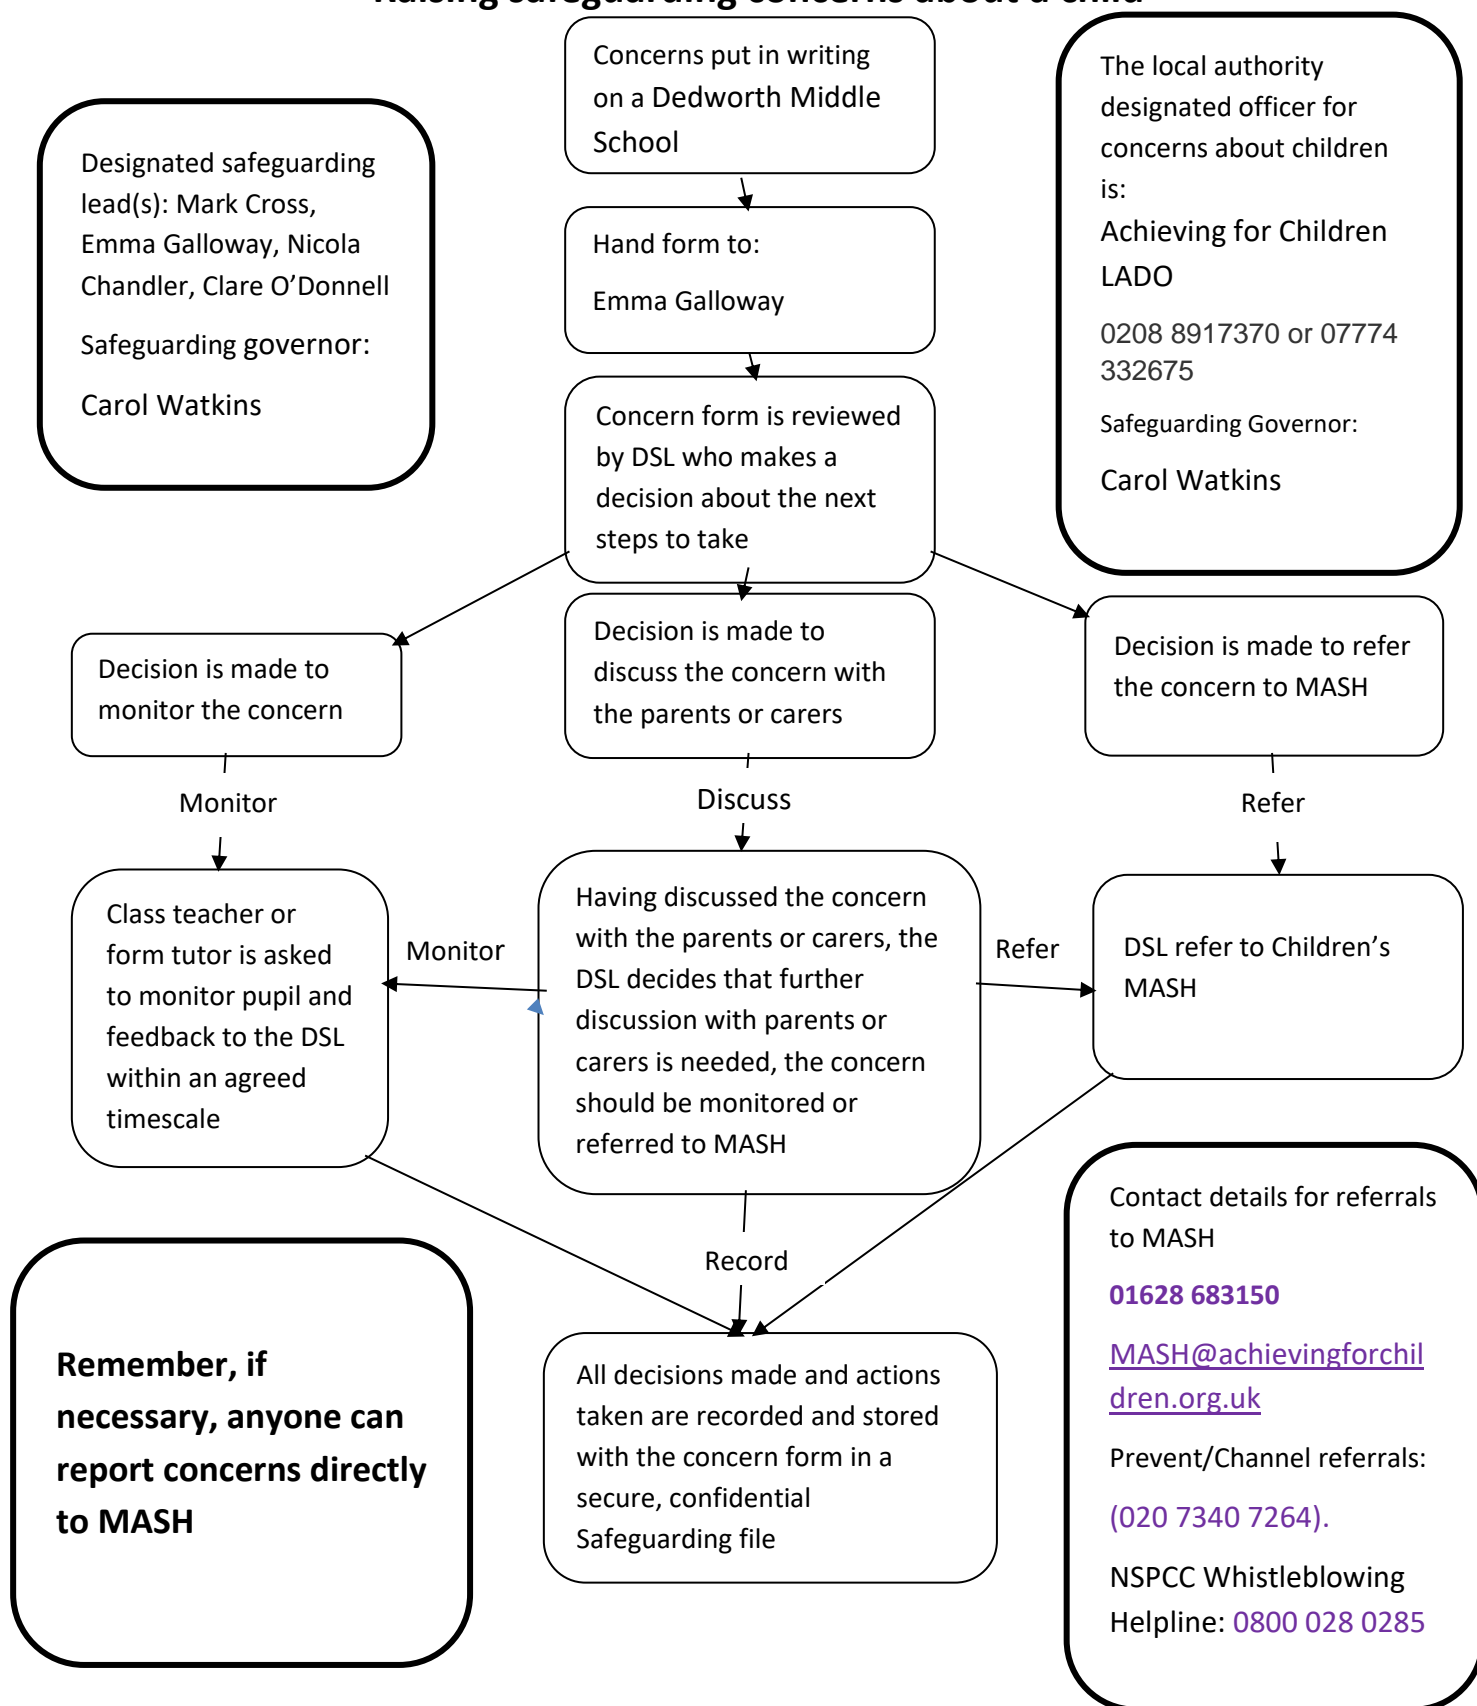 Raising safeguarding concerns about a child
Concerns put in writing
on a Dedworth Middle
School
Designated safeguarding
lead(s): Mark Cross,
Emma Galloway, Nicola
Chandler, Clare O’Donnell
Safeguarding governor:
Carol Watkins
The local authority
designated officer for
concerns about children
is:
Achieving for Children
LADO
0208 8917370 or 07774
332675
Safeguarding Governor:
Carol Watkins
Hand form to:
Emma Galloway
Concern form is reviewed
by DSL who makes a
decision about the next
steps to take
Decision is made to
monitor the concern
Decision is made to
discuss the concern with
the parents or carers
Decision is made to refer
the concern to MASH
Monitor
Discuss
Refer
Class teacher or
form tutor is asked
to monitor pupil and
feedback to the DSL
within an agreed
timescale
Monitor
Having discussed the concern
with the parents or carers, the
DSL decides that further
discussion with parents or
carers is needed, the concern
should be monitored or
referred to MASH
Refer
DSL refer to Children’s
MASH
Record
Remember, if
necessary, anyone can
report concerns directly
to MASH
All decisions made and actions
taken are recorded and stored
with the concern form in a
secure, confidential
Safeguarding file
Contact details for referrals
to MASH
01628 683150
MASH@achievingforchil
dren.org.uk
Prevent/Channel referrals:
(020 7340 7264).
NSPCC Whistleblowing
Helpline: 0800 028 0285